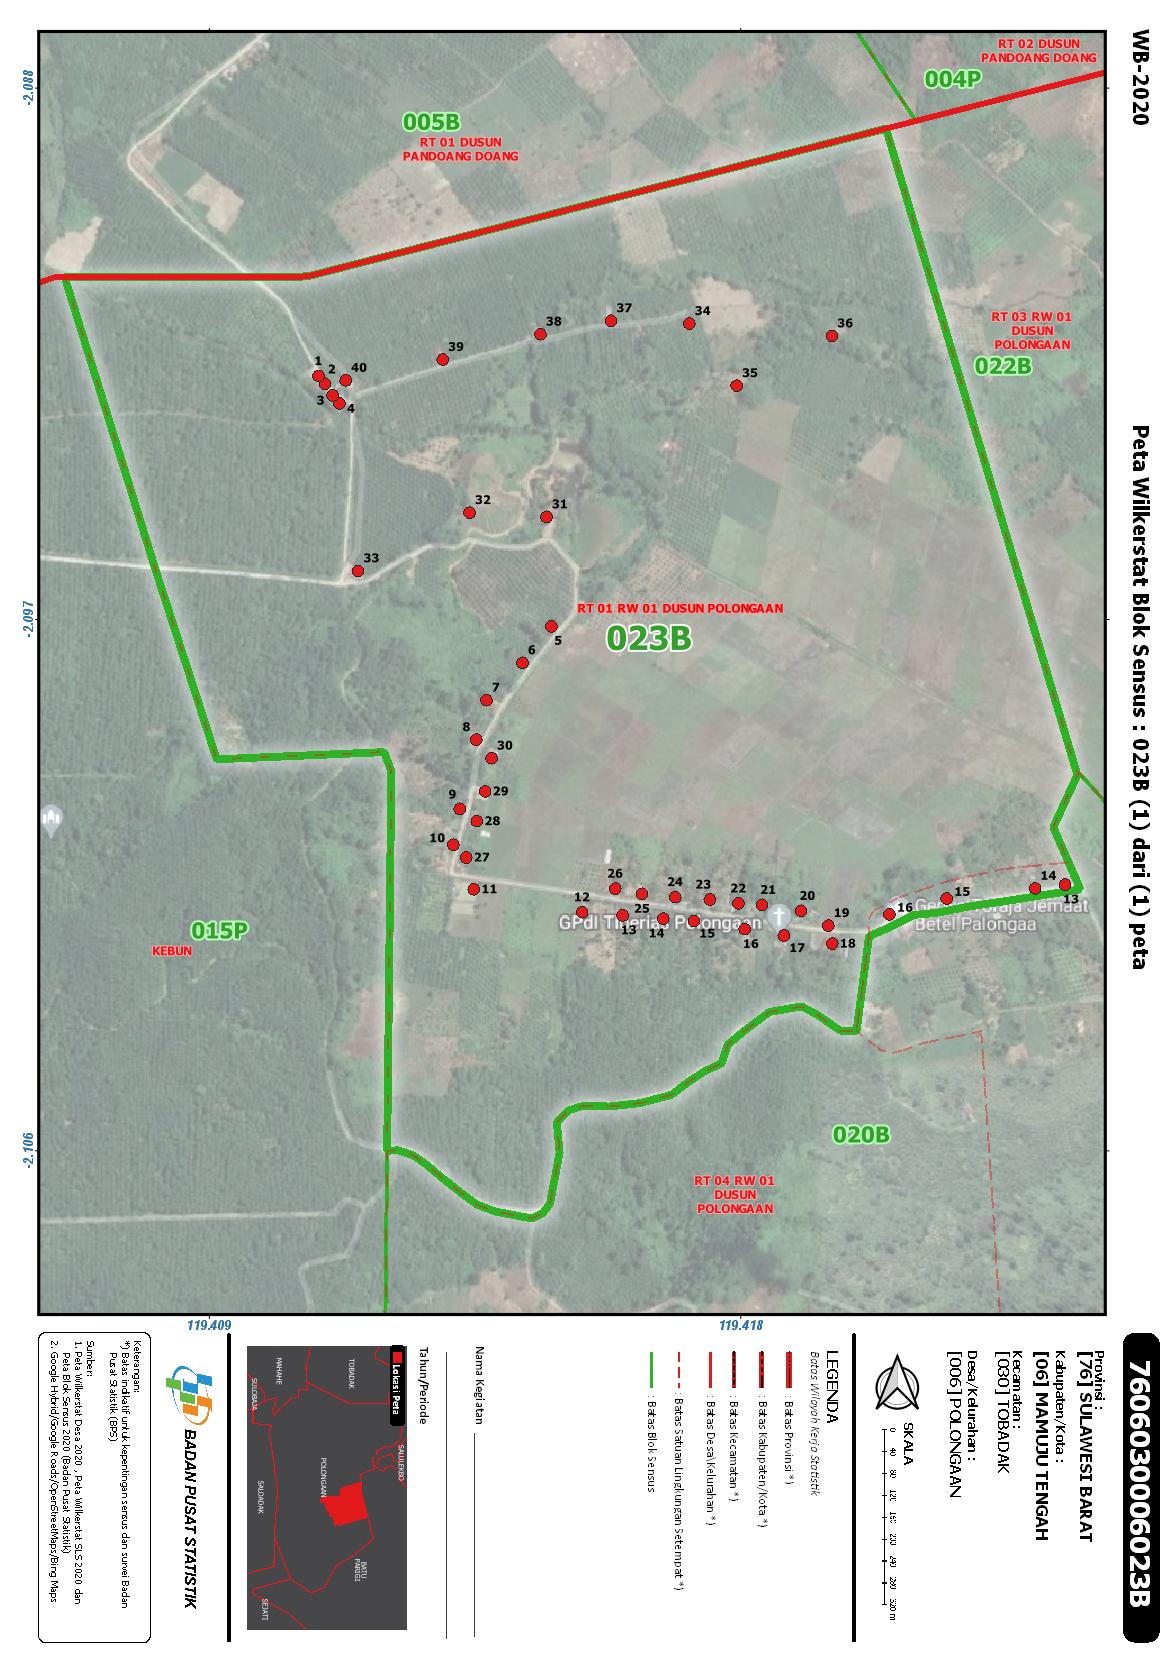 WB-2020
Peta Wilkerstat Blok Sensus : 023B (1) dari (1) peta
7606030006023B
-2.088
-2.097
-2.106
119.409
119.418
RT 02 DUSUN
PANDOANG DOANG
004P
005B
RT 01 DUSUN
PANDOANG DOANG
RT 03 RW 01
DUSUN
POLONGAAN
022B
37
38
34
36
39
35
1
2
40
3
4
32
31
33
RT 01 RW 01 DUSUN POLONGAAN
023B
5
6
7
8
30
29
9
28
10
27
11
26
12
25
13
24
14
23
15
22
16
21
17
20
19
18
16
15
14
13
GPdI Tiberias Polongaan
Gereja Toraja Jemaat
Betel Palongaa
015P
KEBUN
020B
RT 04 RW 01
DUSUN
POLONGAAN
Provinsi :
[76] SULAWESI BARAT
Kabupaten/Kota :
[06] MAMUJU TENGAH
Kecamatan :
[030] TOBADAK
Desa/Kelurahan :
[006] POLONGAAN
SKALA
0 40 80 120 160 200 240 280 320 m
LEGENDA
Batas Wilayah Kerja Statistik
: Batas Provinsi *)
: Batas Kabupaten/Kota *)
: Batas Kecamatan *)
: Batas Desa\Kelurahan *)
: Batas Satuan Lingkungan Setempat *)
: Batas Blok Sensus
Nama Kegiatan
Tahun/Periode
Lokasi Peta
SALULEKBO
TOBADAK
MAHAHE
SULOBAJA
POLONGAAN
SALOADAK
BATU
PARIGI
SEJATI
BADAN PUSAT STATISTIK
Keterangan:
*) Batas indikatif untuk kepentingan sensus dan survei Badan
Pusat Statistik (BPS)
Sumber:
1. Peta Wilkerstat Desa 2020 , Peta Wilkerstat SLS 2020 dan
Peta Blok Sensus 2020 (Badan Pusat Statistik)
2. Google Hybrid/Google Roads/OpenStreetMaps/Bing Maps